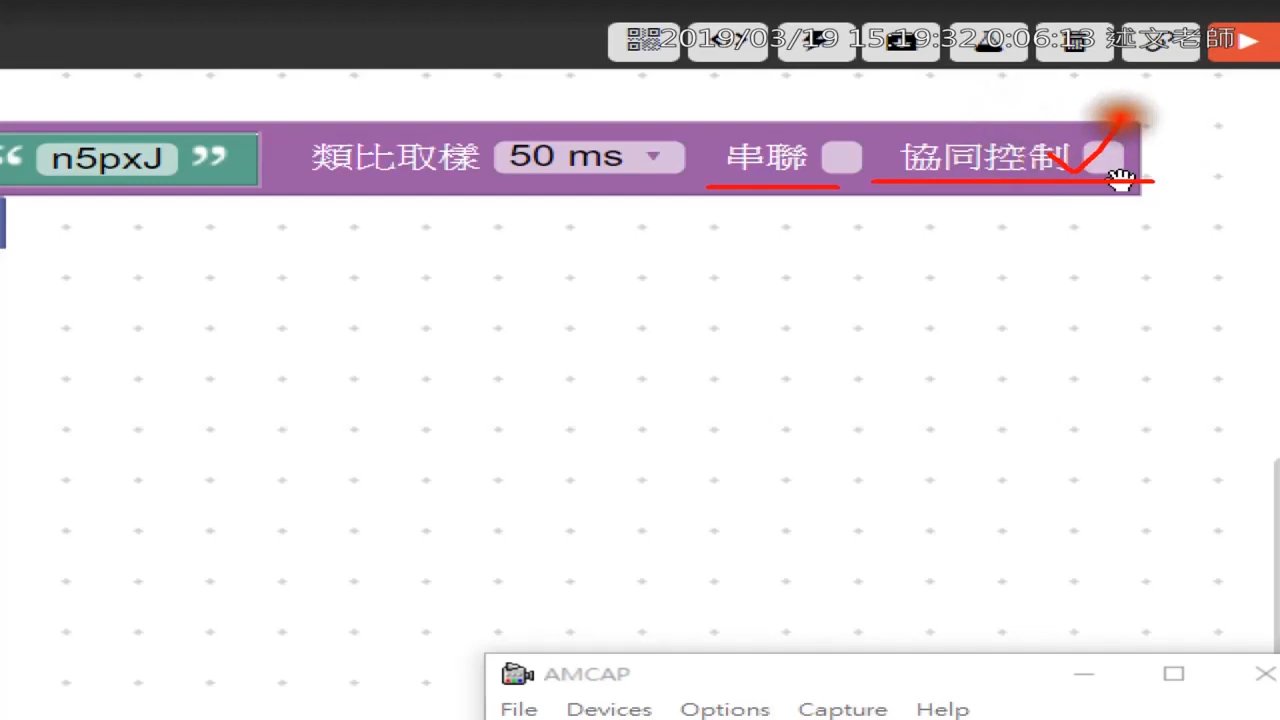 2019/03/19 15:19:32 0:06:13 述文老師
“ n5pxJ ” 類比取樣 50 ms 串聯 協同控制
AMCAP
File Devices Options Capture Help